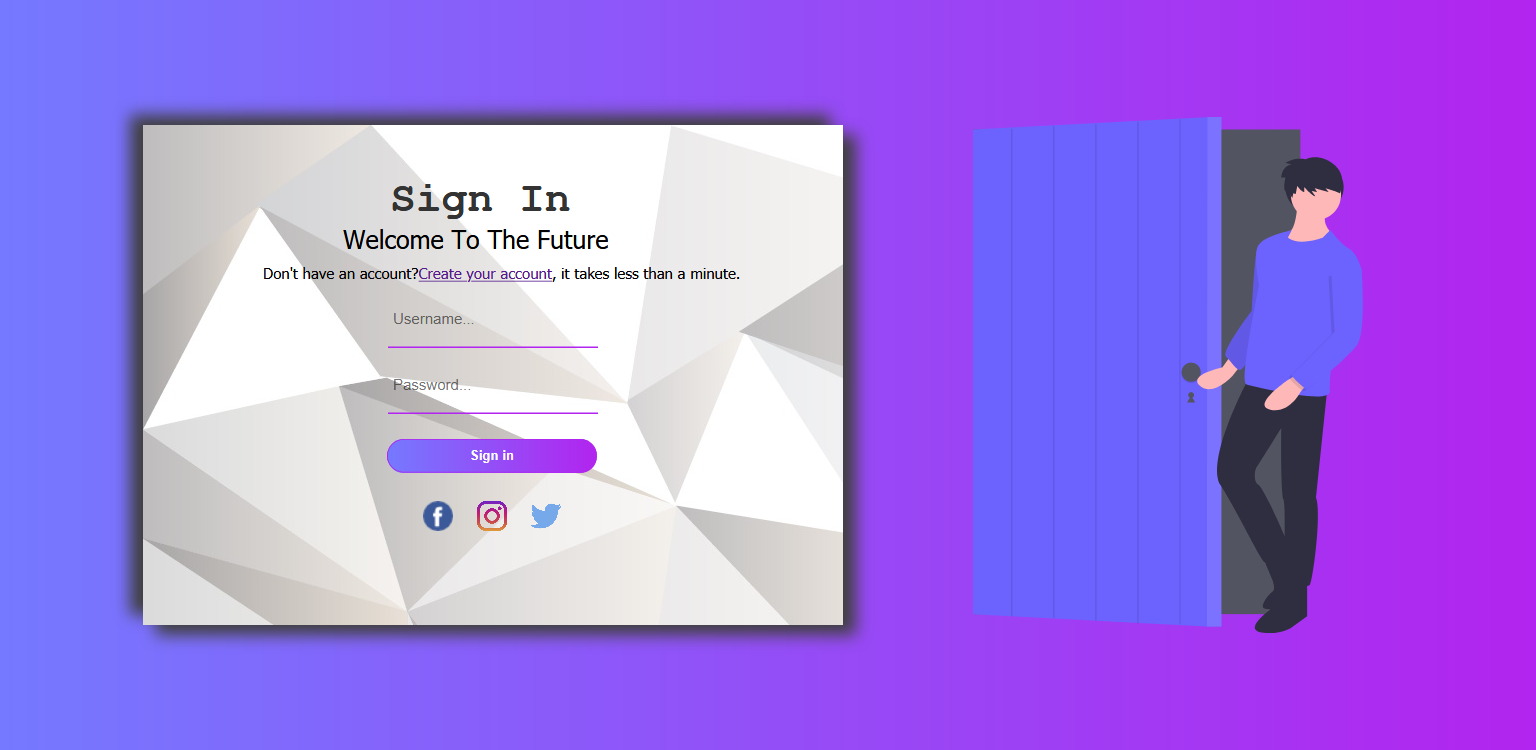 Sign In
Welcome To The Future
Don't have an account?Create your account, it takes less than a minute.
Username...
Password...
Sign in